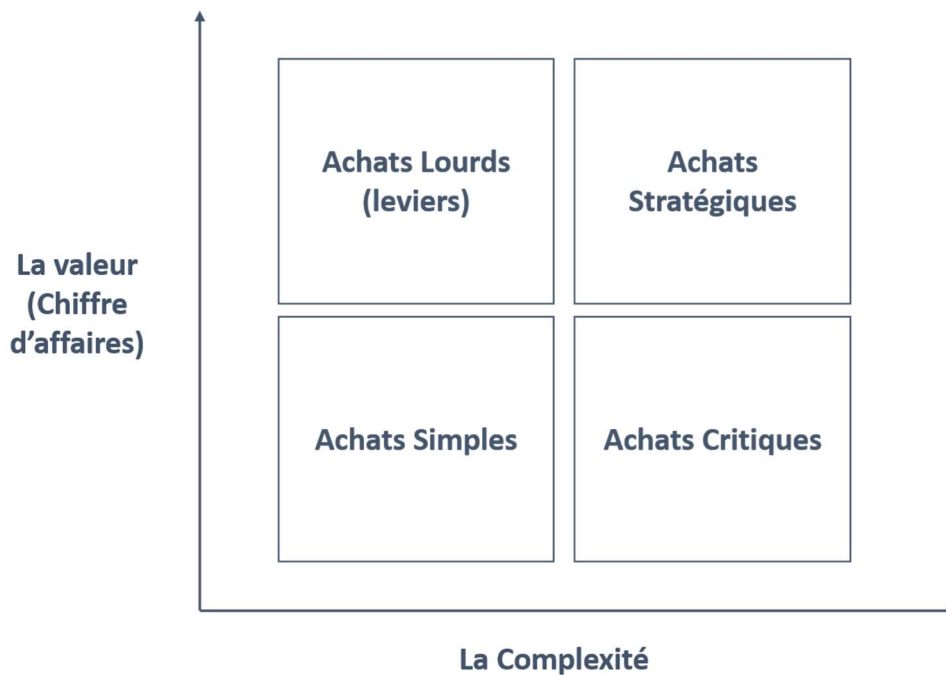 Achats Lourds
(leviers)
Achats
Stratégiques
La valeur
(Chiffre
d’affaires)
Achats Simples
Achats Critiques
La Complexité